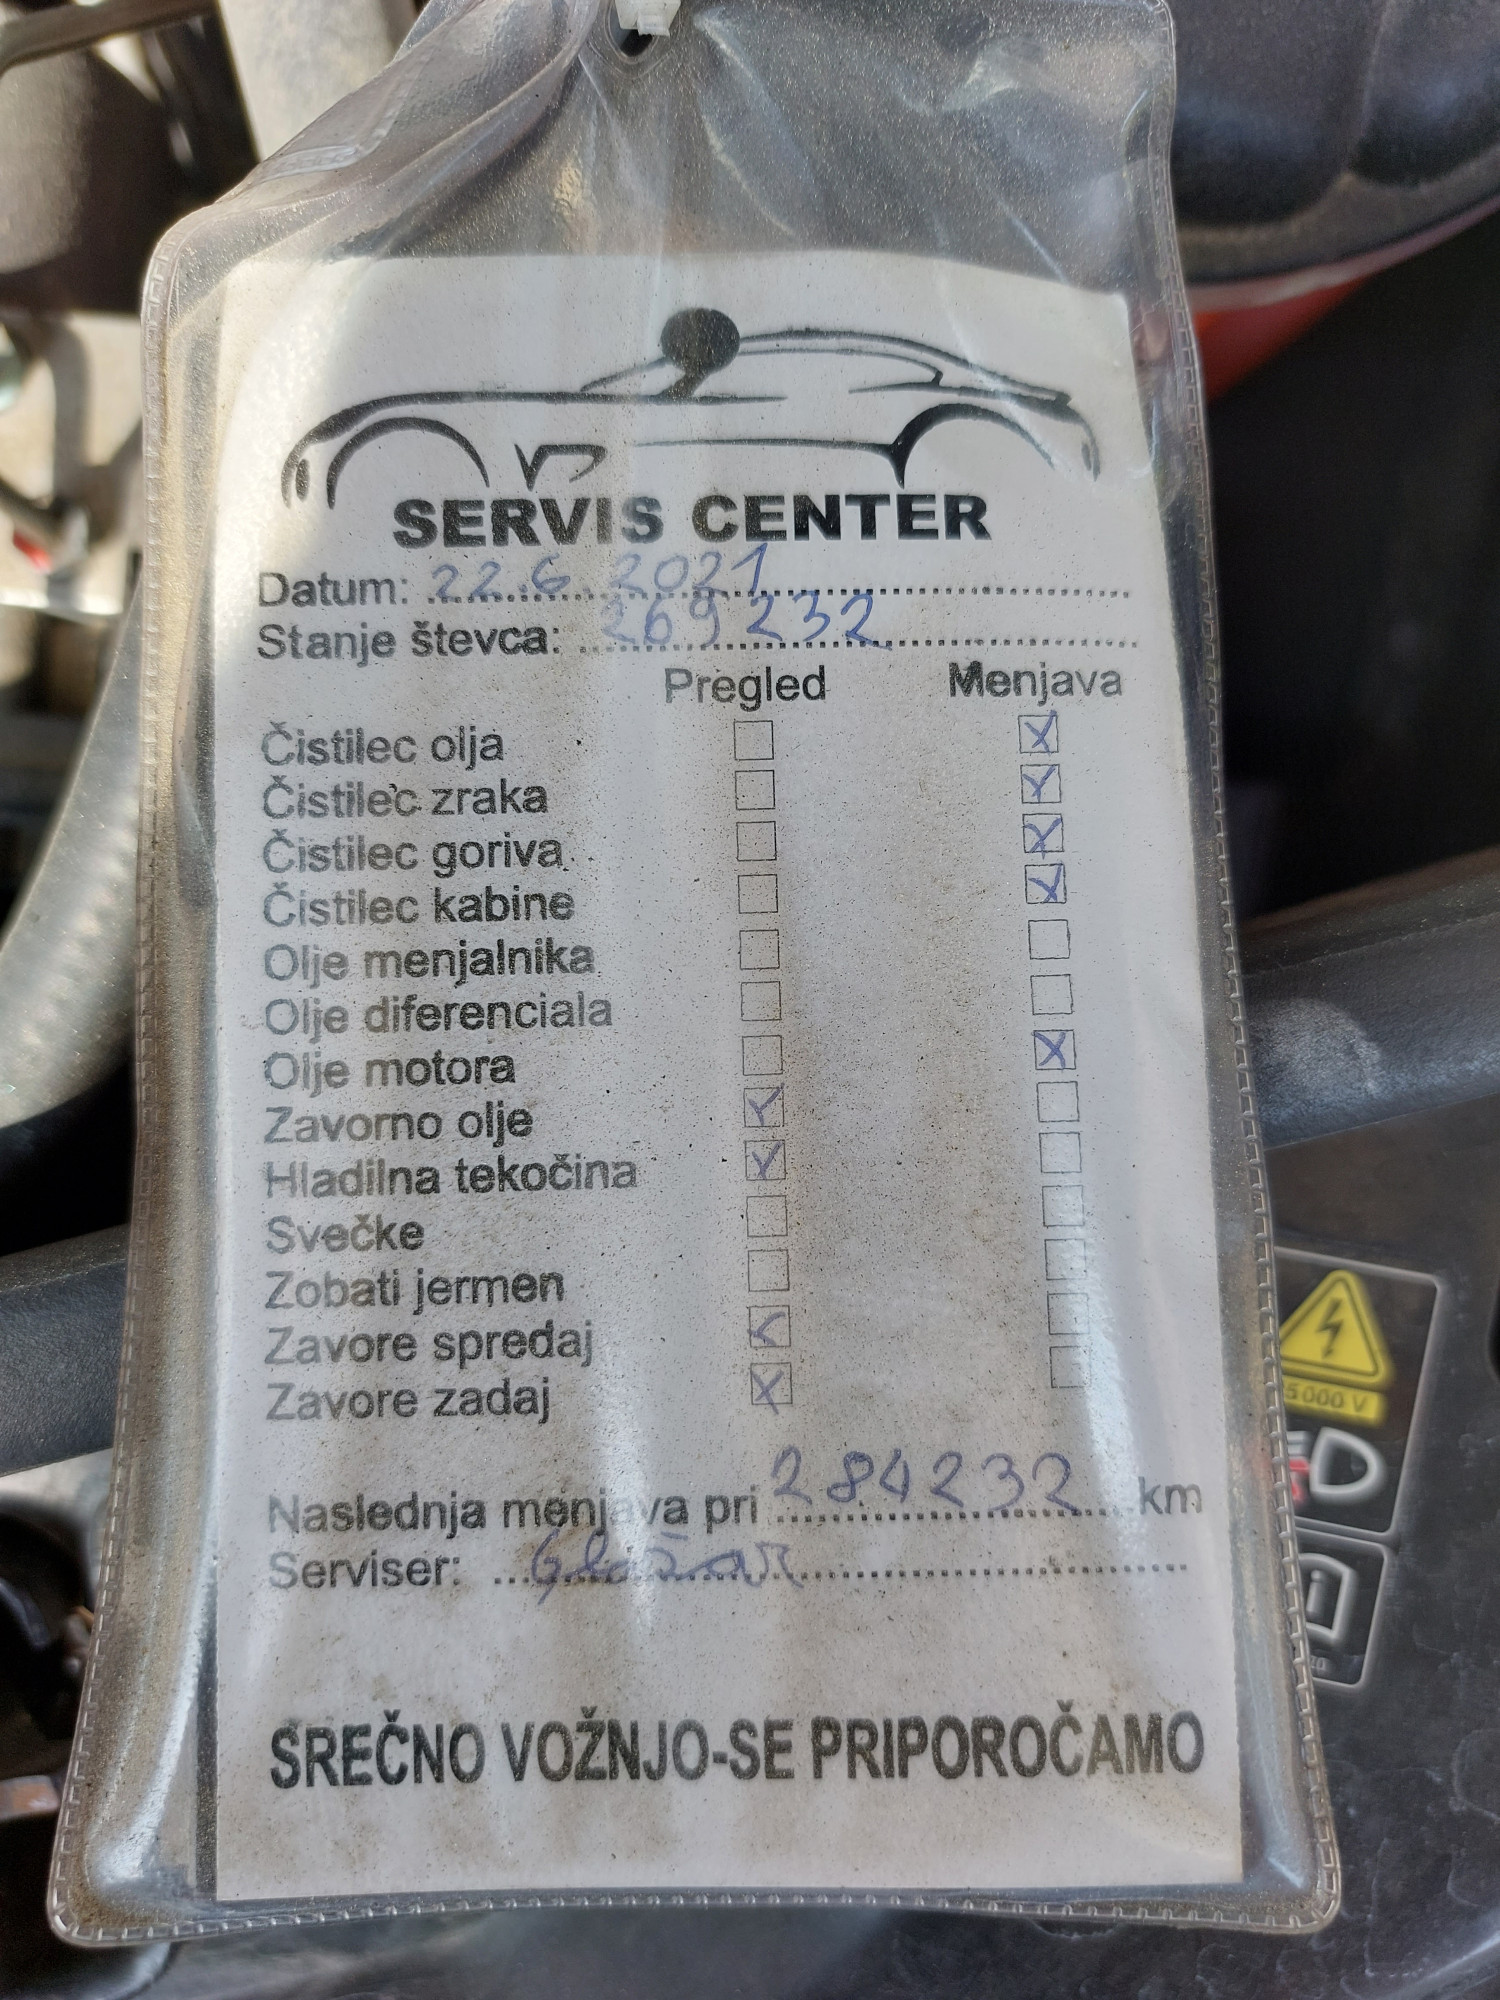 SERVIS CENTER
Datum: 22.6.2021
Stanje števca: 269232
Pregled Menjava
Čistilec olja
Čistilec zraka
Čistilec goriva
Čistilec kabine
Olje menjalnika
Olje diferenciala
Olje motora
Zavorno olje
Hladilna tekočina
Svečke
Zobati jermen
Zavore spredaj
Zavore zadaj
Naslednja menjava pri 284232 km
Serviser:
SREČNO VOŽNJO-SE PRIPOROČAMO
5 000 V